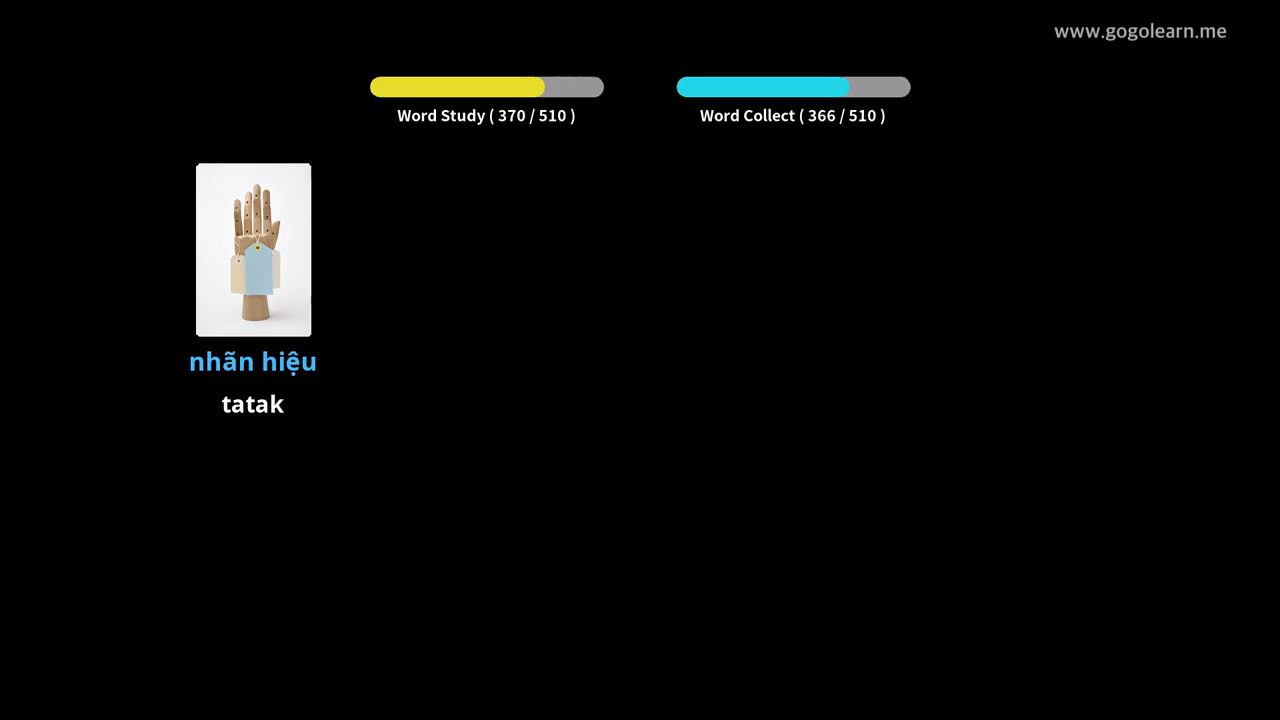 www.gogolearn.me
Word Study ( 370 / 510 )
Word Collect ( 366 / 510 )
nhãn hiệu
tatak